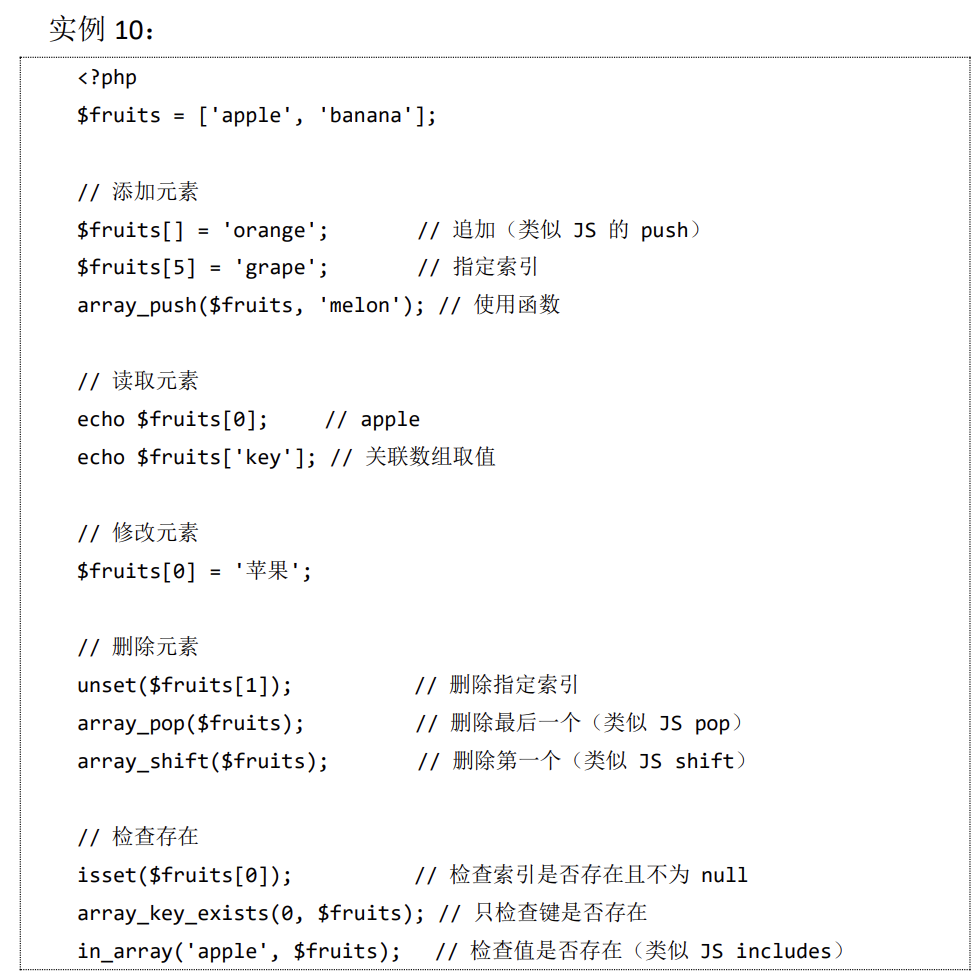 实例 10：
<?php
$fruits = ['apple', 'banana'];
// 添加元素
$fruits[] = 'orange';        // 追加（类似 JS 的 push）
$fruits[5] = 'grape';        // 指定索引
array_push($fruits, 'melon'); // 使用函数
// 读取元素
echo $fruits[0];     // apple
echo $fruits['key']; // 关联数组取值
// 修改元素
$fruits[0] = '苹果';
// 删除元素
unset($fruits[1]);           // 删除指定索引
array_pop($fruits);          // 删除最后一个（类似 JS pop）
array_shift($fruits);        // 删除第一个（类似 JS shift）
// 检查存在
isset($fruits[0]);           // 检查索引是否存在且不为 null
array_key_exists(0, $fruits); // 只检查键是否存在
in_array('apple', $fruits);   // 检查值是否存在（类似 JS includes）